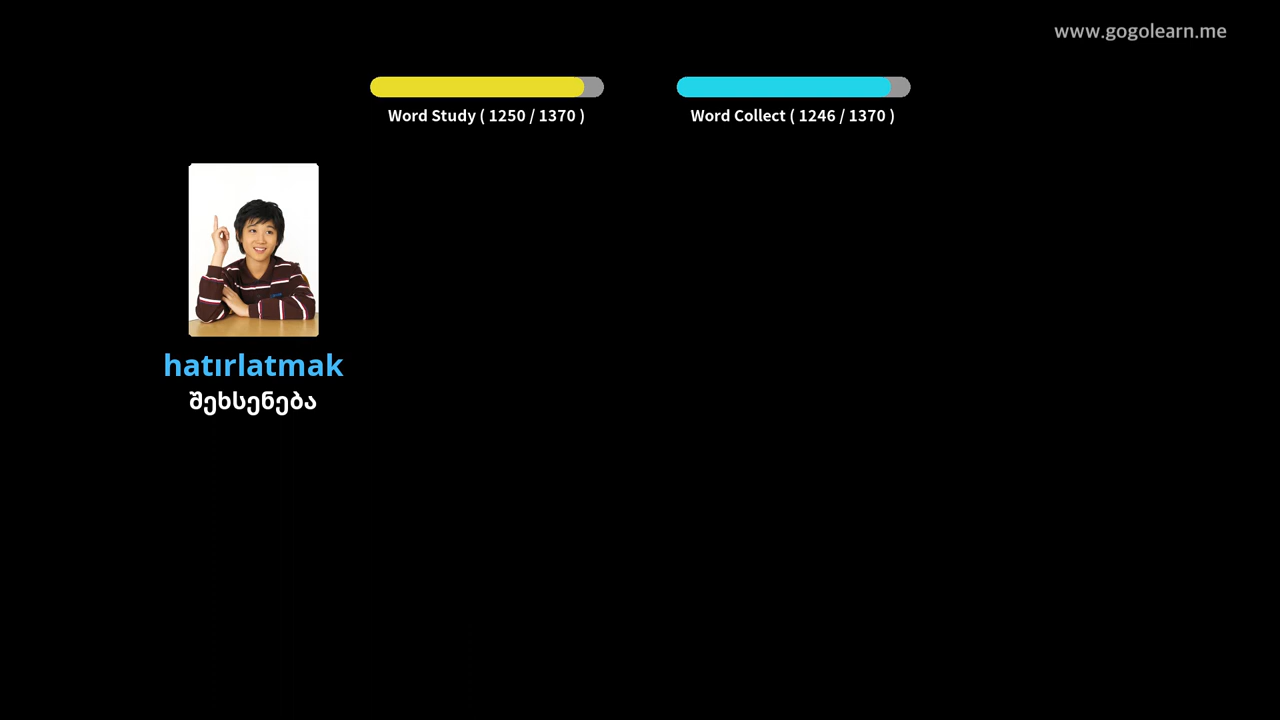 www.gogolearn.me
Word Study ( 1250 / 1370 )
Word Collect ( 1246 / 1370 )
hatırlatmak
შეხსენება